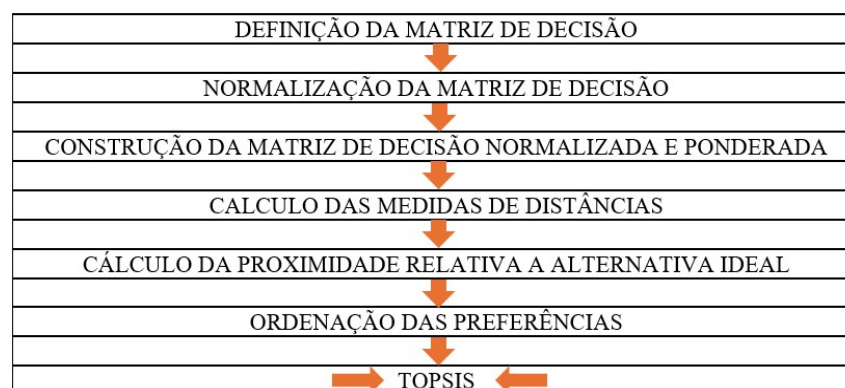 DEFINIÇÃO DA MATRIZ DE DECISÃO
NORMALIZAÇÃO DA MATRIZ DE DECISÃO
CONSTRUÇÃO DA MATRIZ DE DECISÃO NORMALIZADA E PONDERADA
CALCULO DAS MEDIDAS DE DISTÂNCIAS
CÁLCULO DA PROXIMIDADE RELATIVA A ALTERNATIVA IDEAL
ORDENAÇÃO DAS PREFERÊNCIAS
TOPSIS